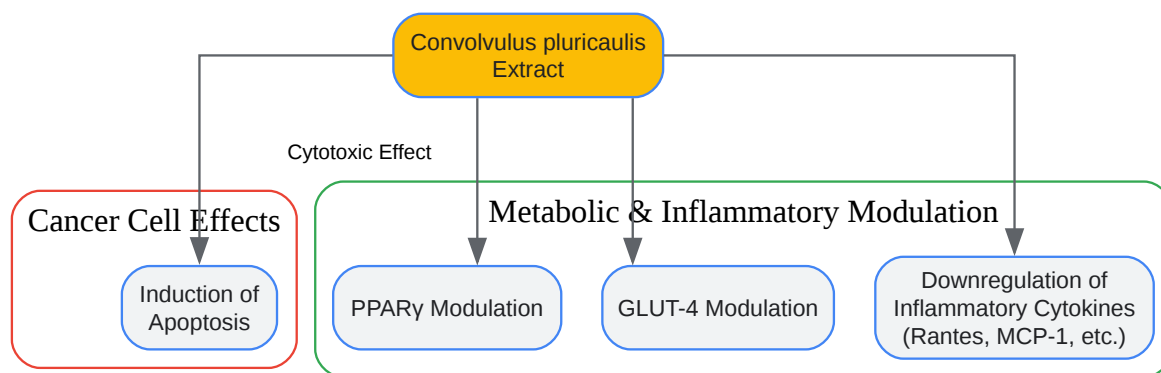 Convolvulus pluricaulis
Extract
Cytotoxic Effect
Cancer Cell Effects
Metabolic & Inflammatory Modulation
Induction of
Apoptosis
PPARγ Modulation
GLUT-4 Modulation
Downregulation of
Inflammatory Cytokines
(Rantes, MCP-1, etc.)